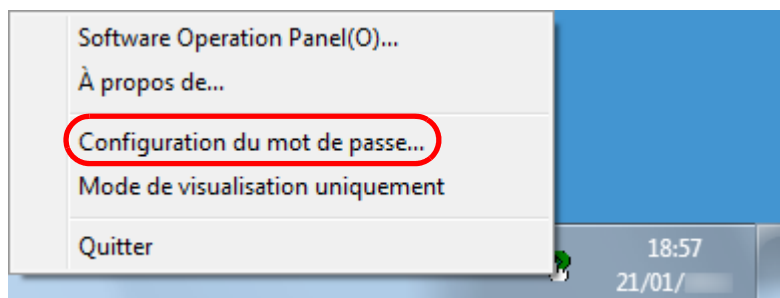 Software Operation Panel(O)...
À propos de...
Configuration du mot de passe...
Mode de visualisation uniquement
Quitter
18:57
21/01/